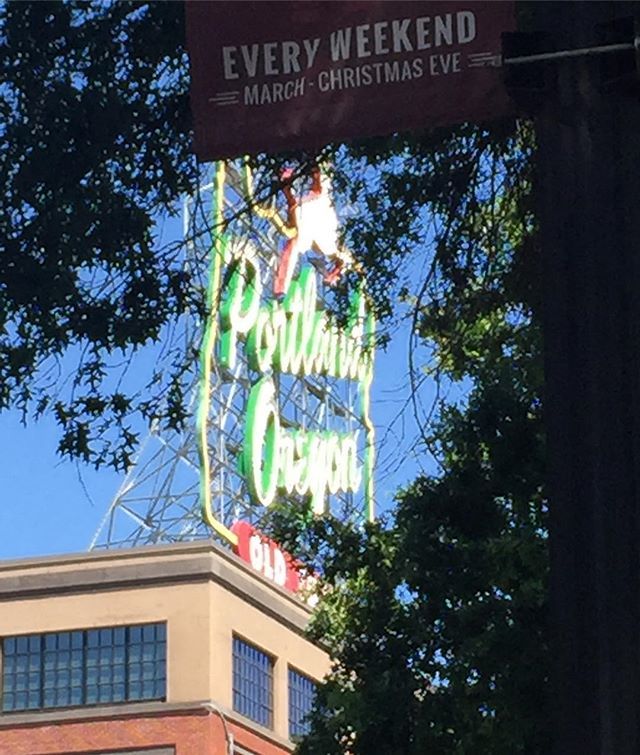 EVERY WEEKEND
MARCH - CHRISTMAS EVE
Portland
Oregon
OLD